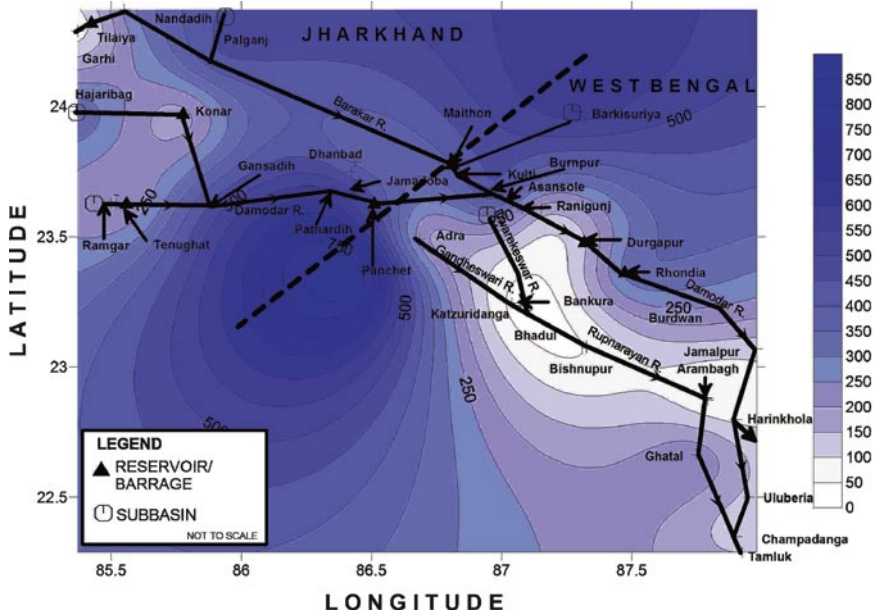 JHARKHAND
WEST BENGAL
Nandadih
Palganj
Tilaiya
Garhi
Hajaribag
Konar
Barakar R.
Maithon
Barkisuriya
500
Dhanbad
Gansadih
Jamadoba
Kulti
Burnpur
Asansole
Ranigunj
250
500
Damodar R.
Ramgar
Tenughat
Pathardih
750
Panchet
Adra
Gandheswari R.
Dwarekeswar R.
Durgapur
Rhondia
Damodar R.
250
Burdwan
500
Katzuridanga
Bankura
Bhadul
Rupnarayan R.
Bishnupur
Jamalpur
Arambagh
250
Harinkhola
Ghatal
Uluberia
Champadanga
Tamluk
500
LEGEND
RESERVOIR/
BARRAGE
SUBBASIN
NOT TO SCALE
LATITUDE
24
23.5
23
22.5
85.5 86 86.5 87 87.5
LONGITUDE
850
800
750
700
650
600
550
500
450
400
350
300
250
200
150
100
50
0